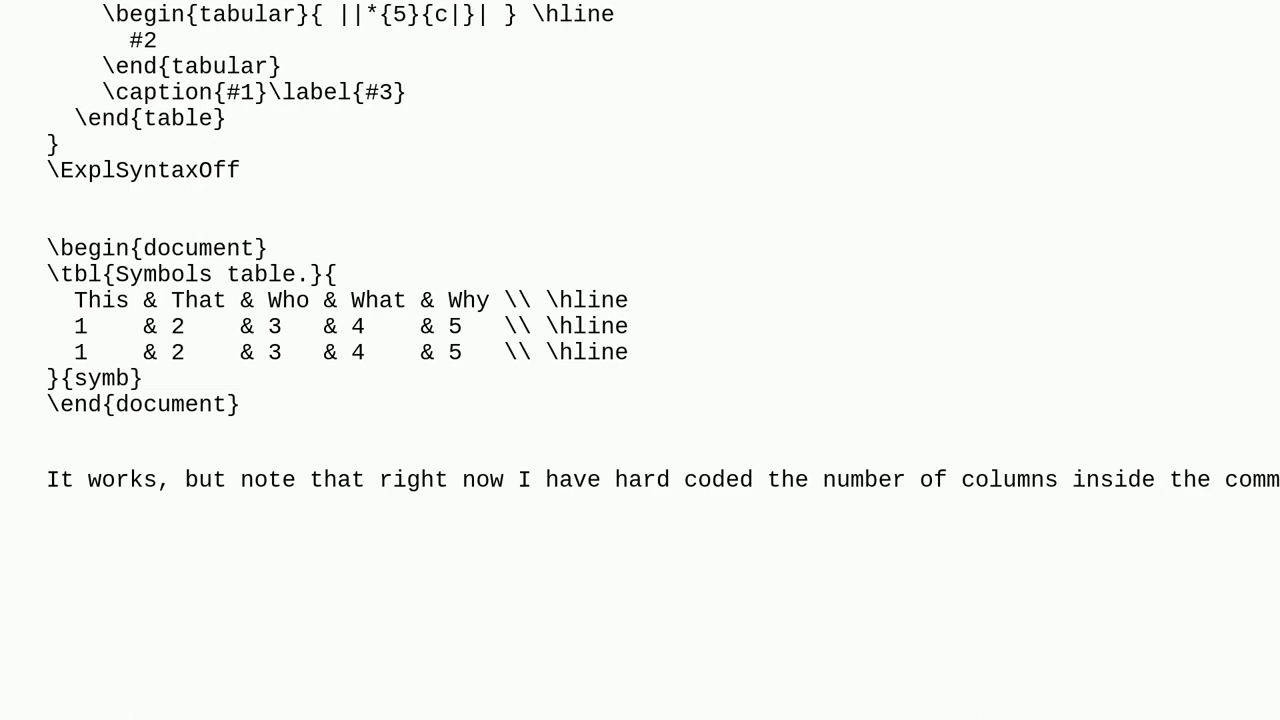 \begin{tabular}{ ||*{5}{c|}| } \hline
#2
\end{tabular}
\caption{#1}\label{#3}
\end{table}
}
\ExplSyntaxOff
\begin{document}
\tbl{Symbols table.}{
This & That & Who & What & Why \\ \hline
1    & 2    & 3   & 4    & 5   \\ \hline
1    & 2    & 3   & 4    & 5   \\ \hline
}{symb}
\end{document}
It works, but note that right now I have hard coded the number of columns inside the comm